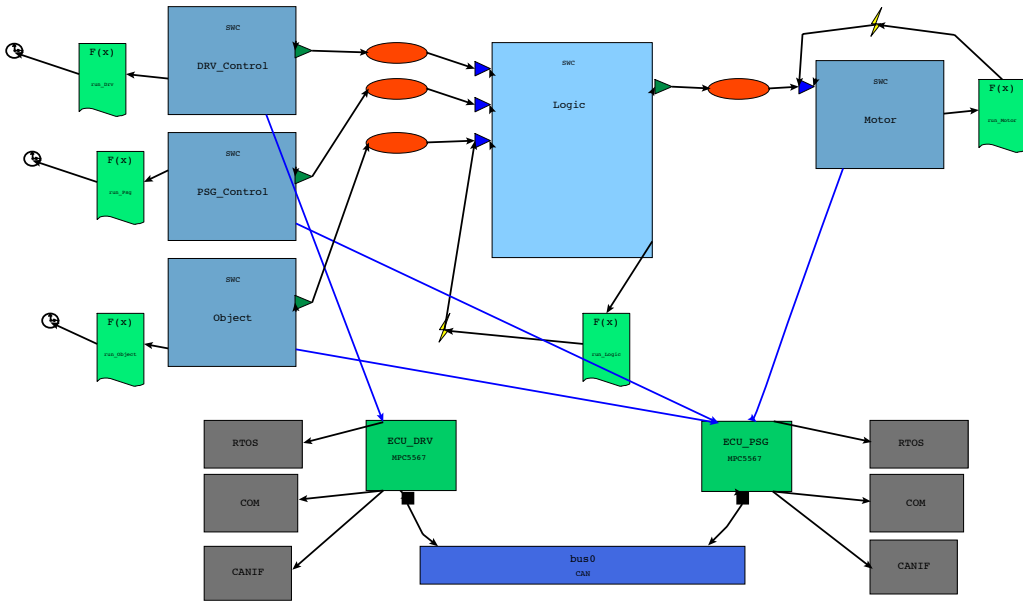 SWC
DRV_Control
F(x)
run_Drv
SWC
Logic
SWC
Motor
F(x)
run_Motor
SWC
PSG_Control
F(x)
run_Psg
SWC
Object
F(x)
run_Object
F(x)
run_Logic
RTOS
ECU_DRV
MPC5567
ECU_PSG
MPC5567
RTOS
COM
COM
CANIF
bus0
CAN
CANIF